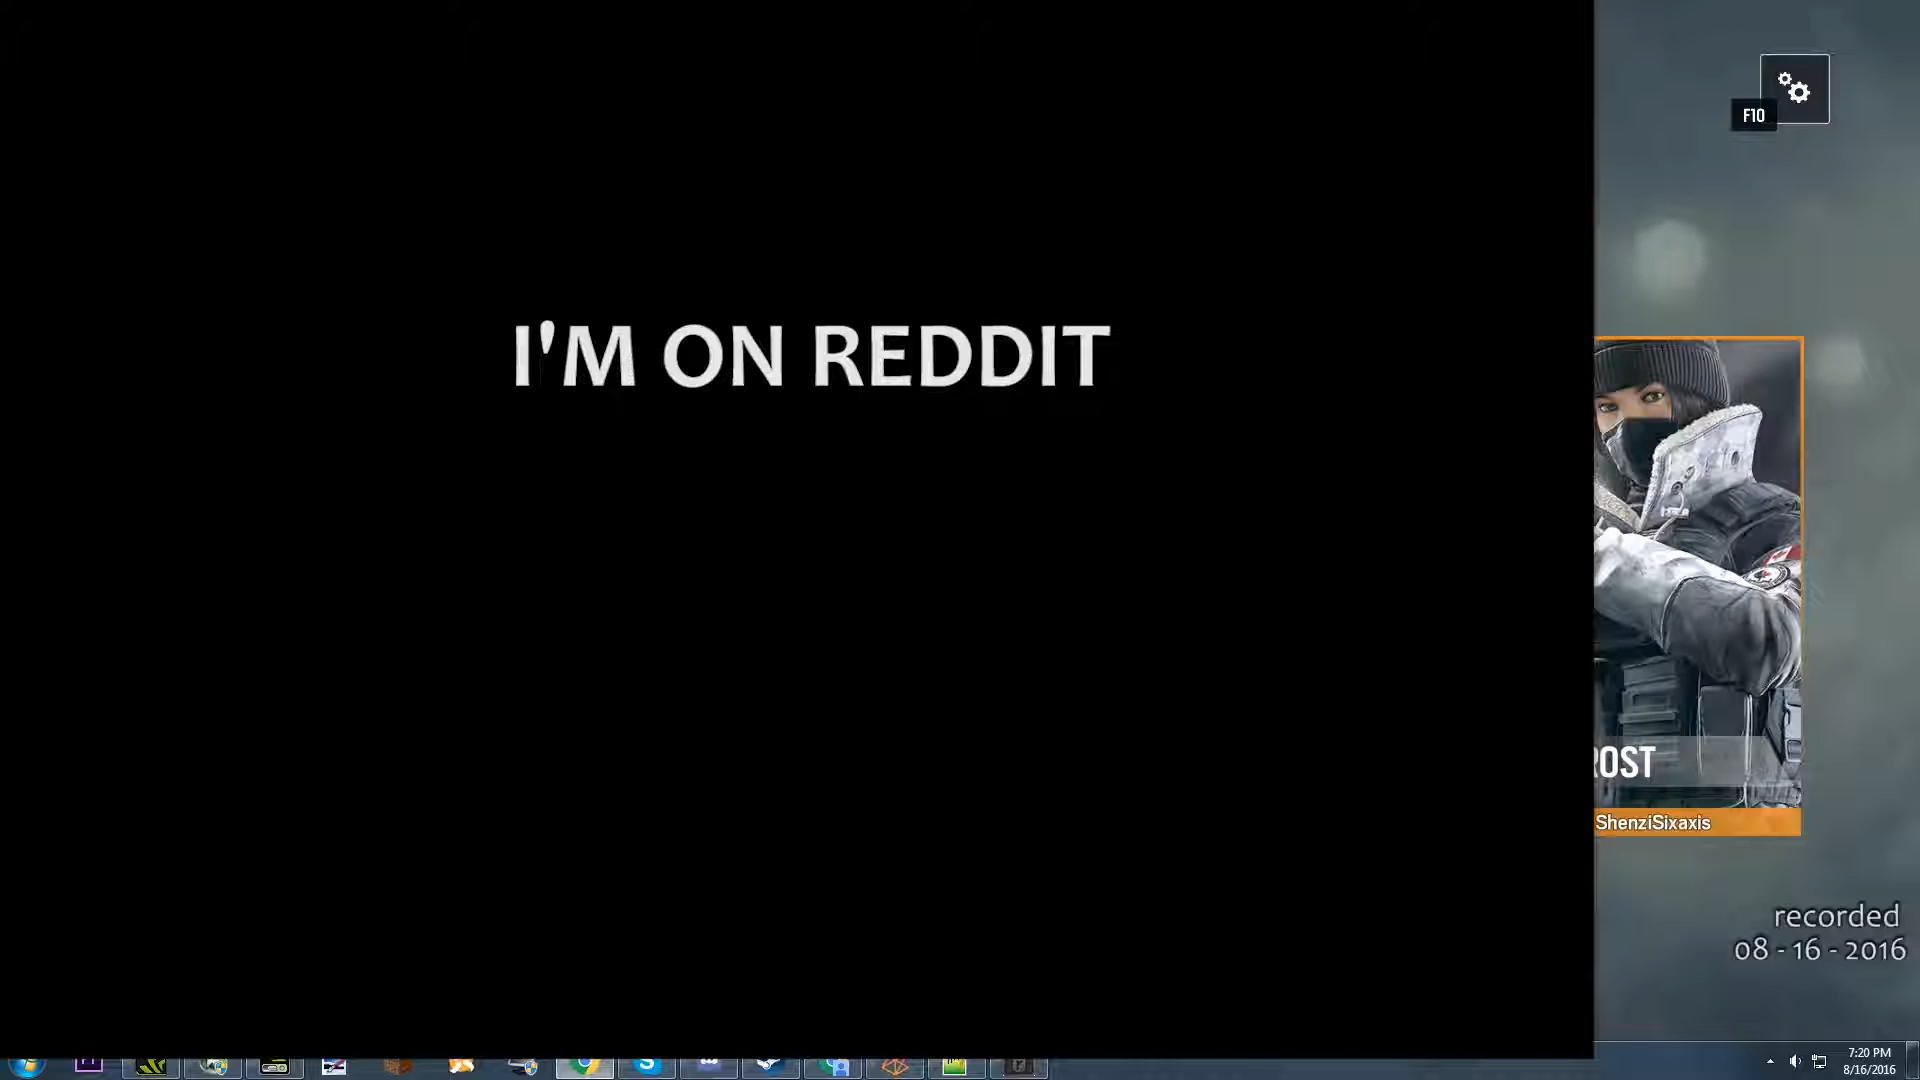 F10
I'M ON REDDIT
ROST
ShenziSixaxis
recorded
08 - 16 - 2016
7:20 PM
8/16/2016